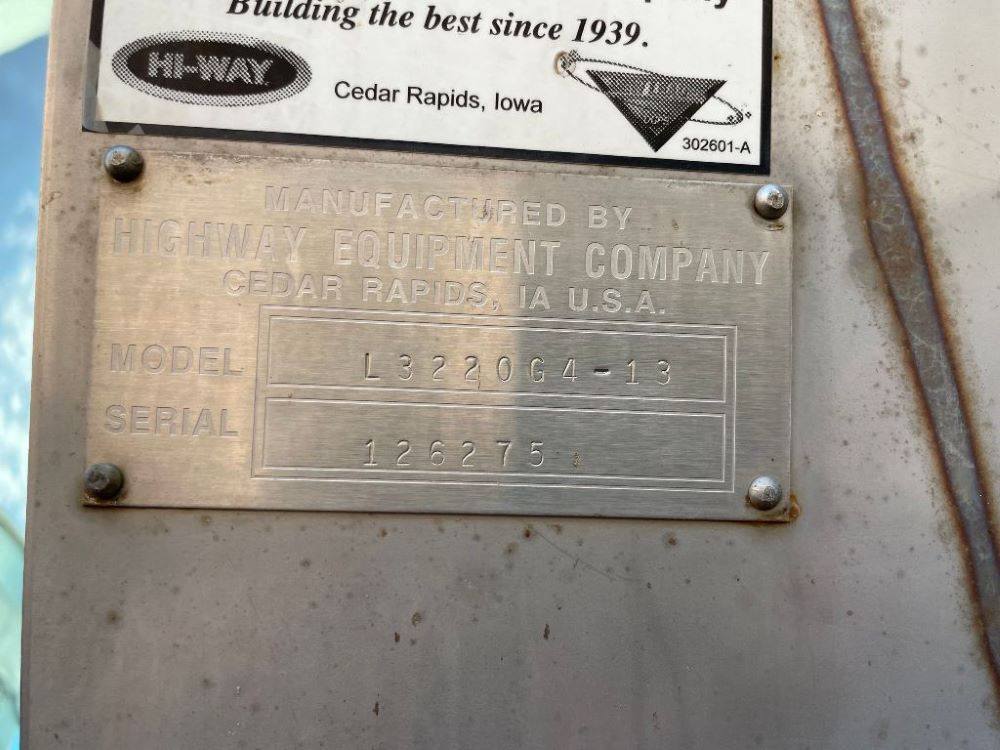 Building the best since 1939.
HI-WAY
Cedar Rapids, Iowa
302601-A
MANUFACTURED BY
HIGHWAY EQUIPMENT COMPANY
CEDAR RAPIDS, IA U.S.A.
MODEL L3220G4-13
SERIAL 126275